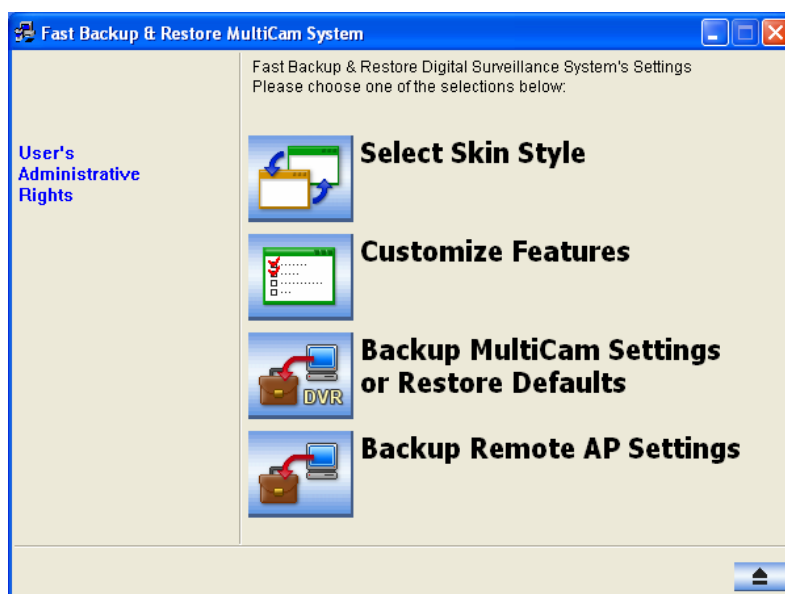 Fast Backup & Restore MultiCam System
Fast Backup & Restore Digital Surveillance System's Settings
Please choose one of the selections below:
User's
Administrative
Rights
Select Skin Style
Customize Features
Backup MultiCam Settings
or Restore Defaults
DVR
Backup Remote AP Settings